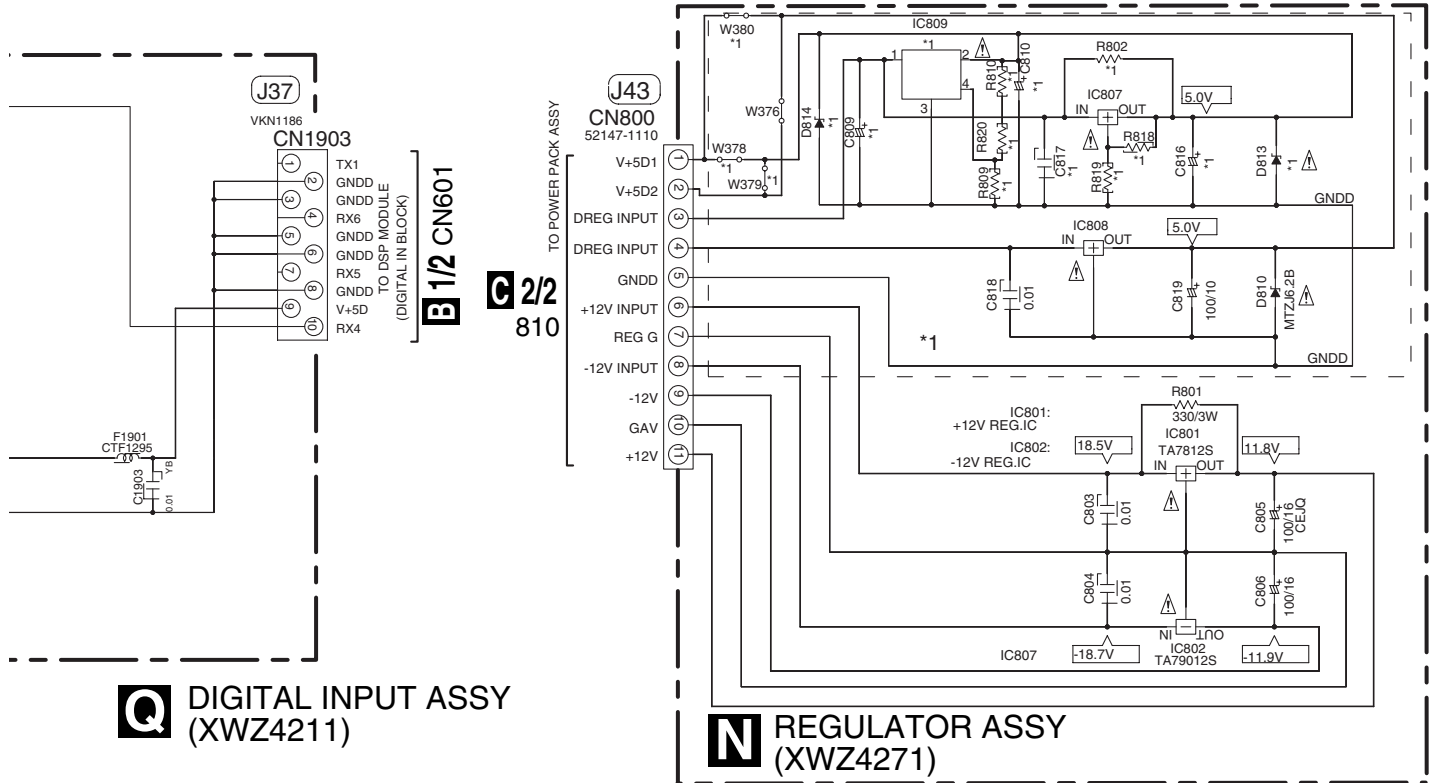 J37
VKN1186
CN1903
1
TX1
2
GNDD
3
GNDD
4
RX6
5
GNDD
6
GNDD
7
RX5
8
GNDD
9
V+5D
10
RX4
TO DSP MODULE
(DIGITAL IN BLOCK)
B 1/2 CN601
F1901
CTF1295
C1903
YB
0.01
Q DIGITAL INPUT ASSY
(XWZ4211)
J43
CN800
52147-1110
TO POWER PACK ASSY
C 2/2
810
V+5D1
1
V+5D2
2
DREG INPUT
3
DREG INPUT
4
GNDD
5
+12V INPUT
6
REG G
7
-12V INPUT
8
-12V
9
GAV
10
+12V
11
W380
*1
W376
W378
*1
W379
*1
D814
*1
C809
*1
IC809
*1
1
2
4
3
R810
*1
C810
*1
R820
*1
R809
*1
R802
*1
IC807
IN
OUT
C817
*1
R819
*1
R818
*1
5.0V
C816
*1
D813
*1
GNDD
IC808
IN
OUT
5.0V
C818
0.01
C819
100/10
D810
MTZJ6.2B
*1
GNDD
IC801:
+12V REG.IC
IC802:
-12V REG.IC
R801
330/3W
IC801
TA7812S
IN
OUT
18.5V
11.8V
C803
0.01
C805
100/16
CEJQ
C804
0.01
C806
100/16
IN
OUT
IC802
TA79012S
IC807
-18.7V
-11.9V
N REGULATOR ASSY
(XWZ4271)